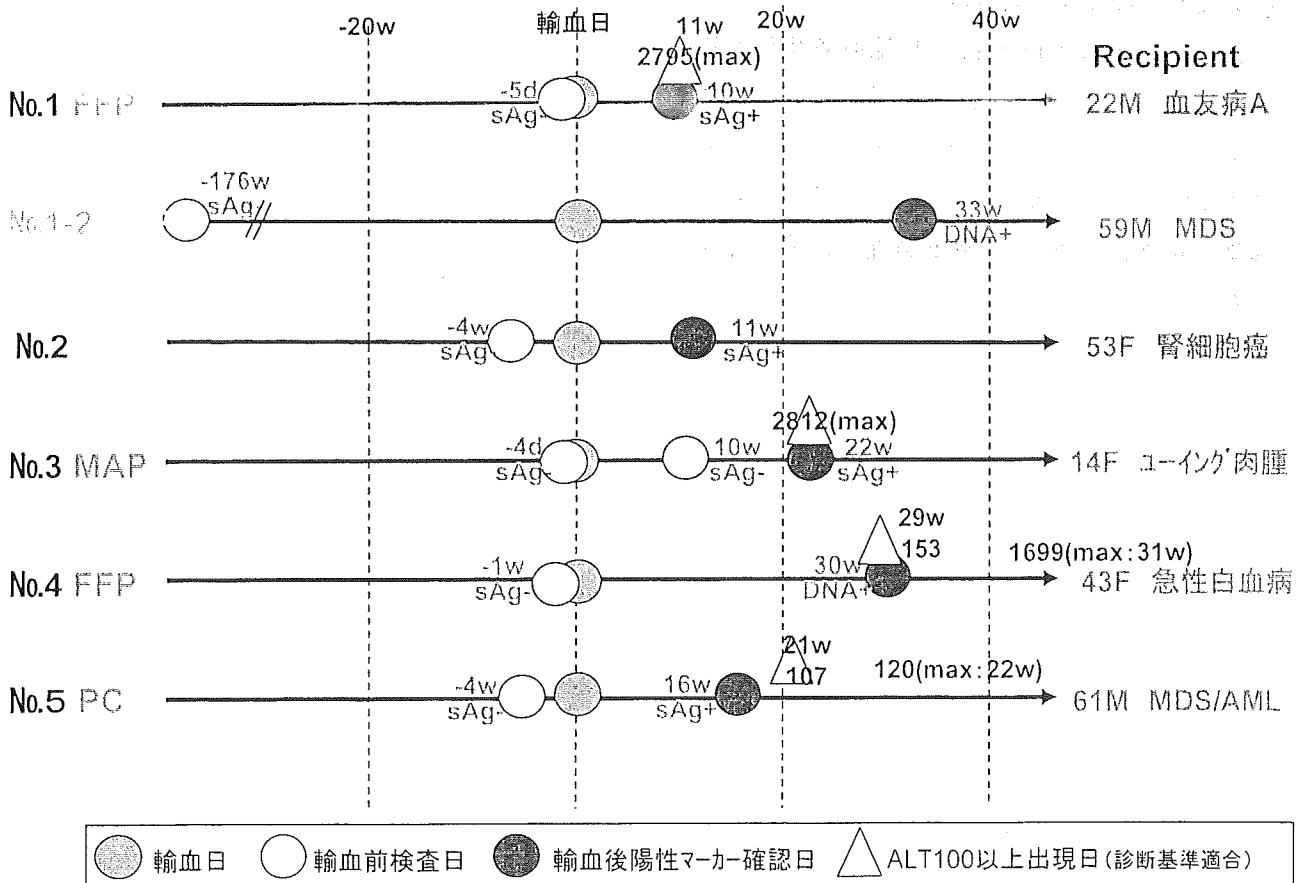 -20w 輸血日 20w 40w
11w
2795(max)
Recipient
No.1 FFP -5d sAg- 10w sAg+ 22M 血友病A
No.1-2 -176w sAg- 33w DNA+ 59M MDS
No.2 -4w sAg- 11w sAg+ 53F 腎細胞癌
2812(max)
No.3 MAP -4d sAg- 10w sAg- 22w sAg+ 14F ユーイング肉腫
29w
153 1699(max:31w)
No.4 FFP -1w sAg- 30w DNA+ 43F 急性白血病
21w
107 120(max:22w)
No.5 PC -4w sAg- 16w sAg+ 61M MDS/AML
輸血日 輸血前検査日 輸血後陽性マーカー確認日 ALT100以上出現日(診断基準適合)